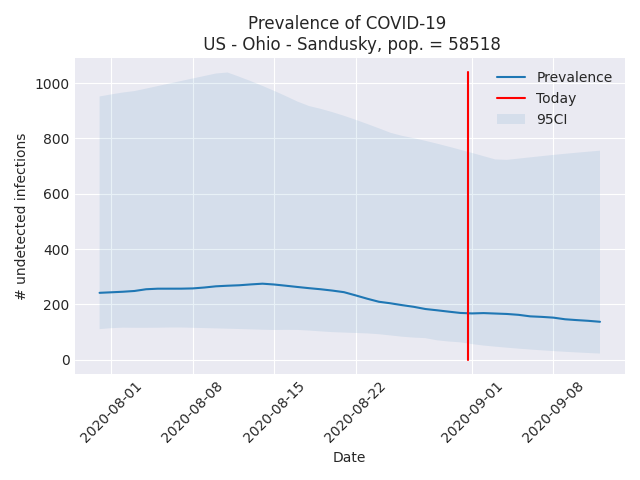 Prevalence of COVID-19
US - Ohio - Sandusky, pop. = 58518
Prevalence
Today
95CI
# undetected infections
1000
800
600
400
200
0
2020-08-01
2020-08-08
2020-08-15
2020-08-22
2020-09-01
2020-09-08
Date